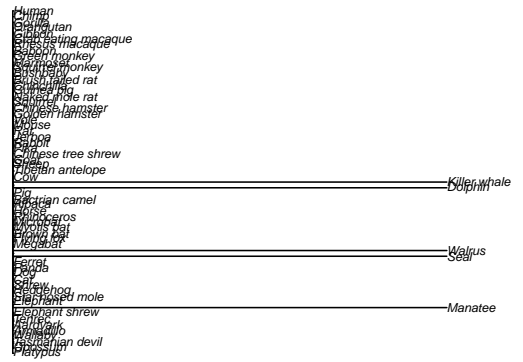 Human
Chimp
Gorilla
Orangutan
Gibbon
Crab eating macaque
Rhesus macaque
Baboon
Green monkey
Marmoset
Squirrel monkey
Bushbaby
Brush tailed rat
Chinchilla
Guinea pig
Naked mole rat
Squirrel
Chinese hamster
Golden hamster
Vole
Mouse
Rat
Jerboa
Rabbit
Pika
Chinese tree shrew
Goat
Sheep
Tibetan antelope
Cow
Killer whale
Dolphin
Pig
Bactrian camel
Alpaca
Horse
Rhinoceros
Microbat
Myotis bat
Brown bat
Flying fox
Megabat
Walrus
Seal
Ferret
Panda
Dog
Cat
Shrew
Hedgehog
Star-nosed mole
Elephant
Manatee
Elephant shrew
Tenrec
Aardvark
Armadillo
Wallaby
Tasmanian devil
Opossum
Platypus